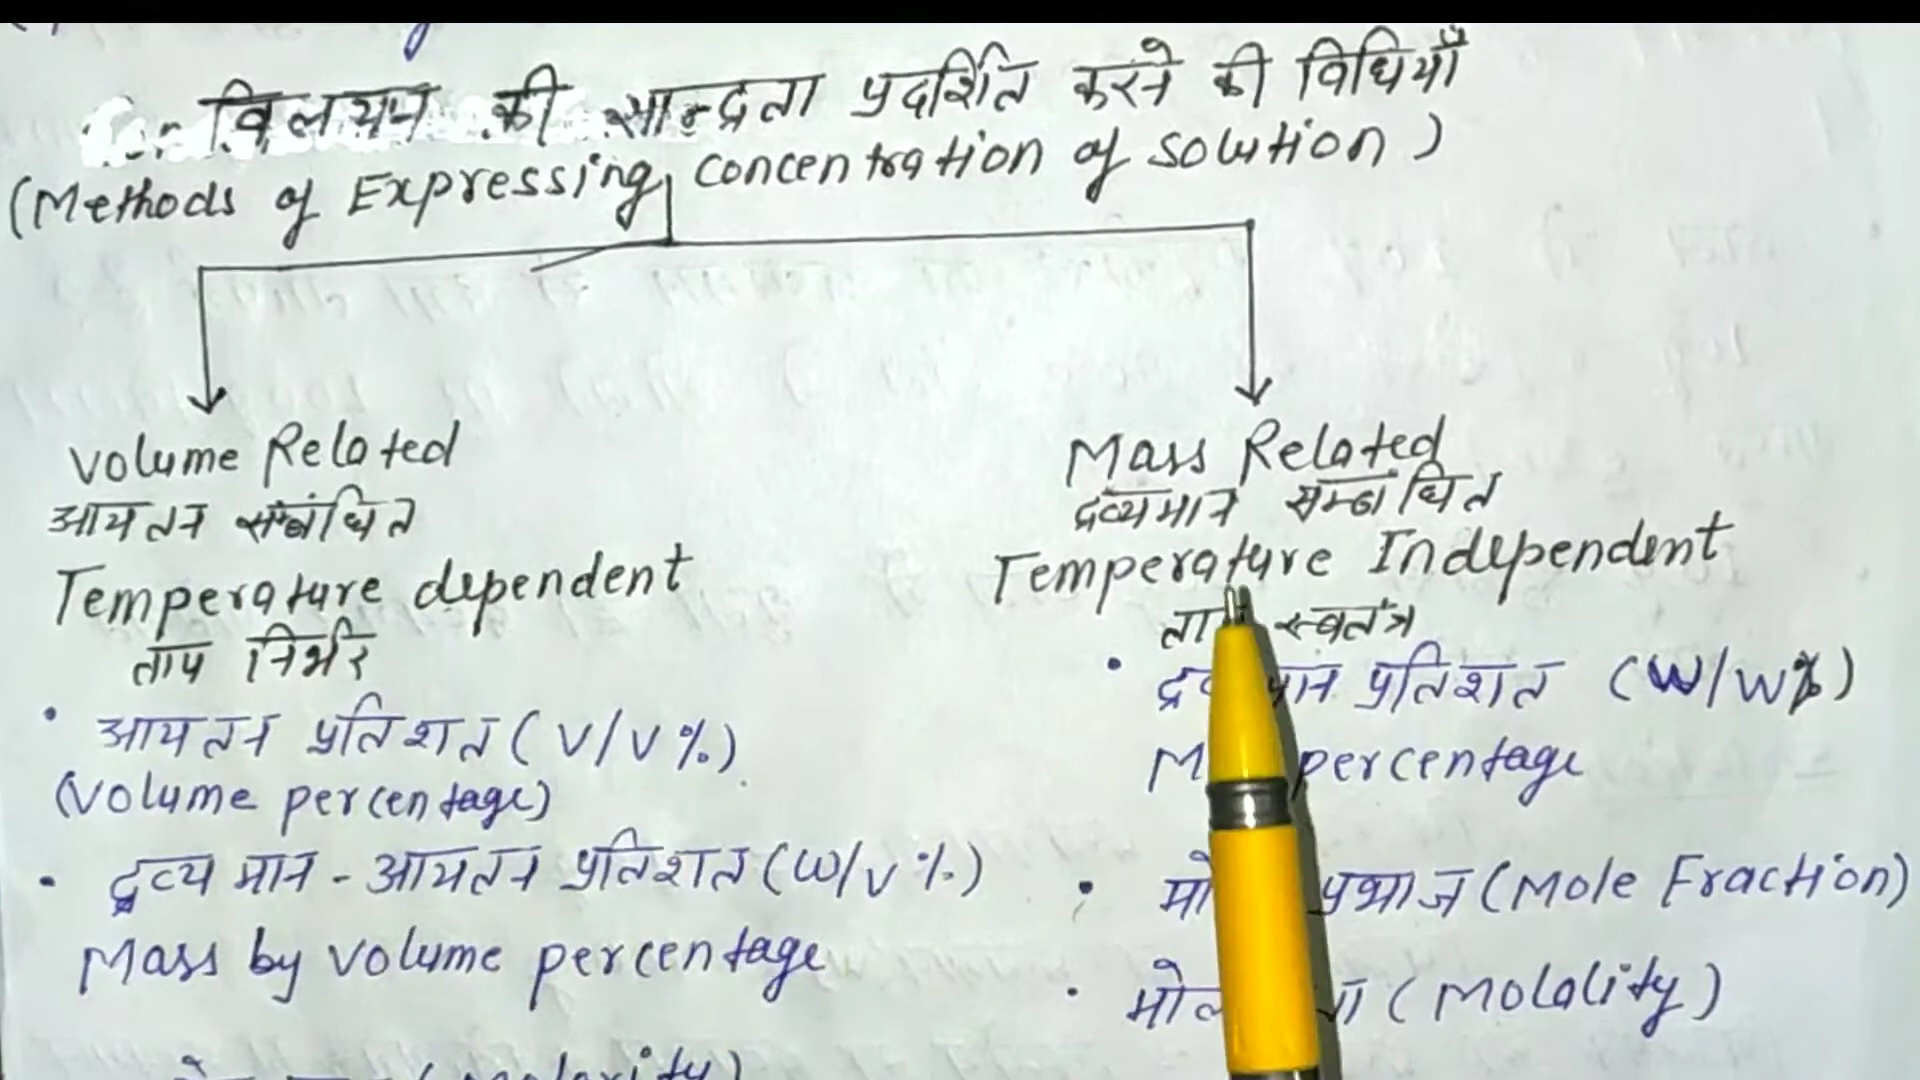 विलयन की सान्द्रता प्रदर्शित करने की विधियाँ
(Methods of Expressing concentration of solution)
Volume Related
आयतन संबंधित
Temperature dependent
ताप निर्भर
• आयतन प्रतिशत (V/V %)
(volume percentage)
• द्रव्यमान - आयतन प्रतिशत (W/V %)
Mass by volume percentage
Mass Related
द्रव्यमान सम्बंधित
Temperature Independent
स्वतंत्र
• प्रतिशत (W/W%)
percentage
• प्रभाज (Mole Fraction)
• (Molality)